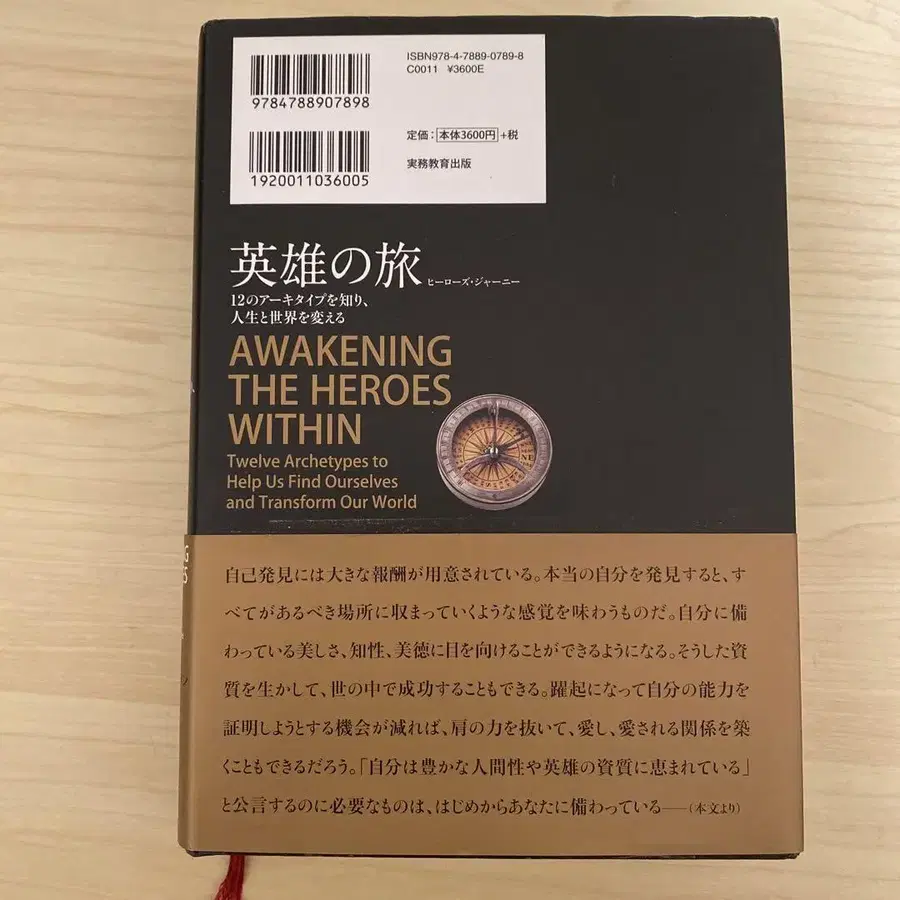 ISBN978-4-7889-0789-8
C0011 ¥3600E
9784788907898
定価：本体3600円+税
1920011036005
実務教育出版
英雄の旅
ヒーローズ・ジャーニー
12のアーキタイプを知り、
人生と世界を変える
AWAKENING
THE HEROES
WITHIN
Twelve Archetypes to
Help Us Find Ourselves
and Transform Our World
自己発見には大きな報酬が用意されている。本当の自分を発見すると、す
べてがあるべき場所に収まっていくような感覚を味わうものだ。自分に備
わっている美しさ、知性、美徳に目を向けることができるようになる。そうした資
質を生かして、世の中で成功することもできる。躍起になって自分の能力を
証明しようとする機会が減れば、肩の力を抜いて、愛し、愛される関係を築
くこともできるだろう。「自分は豊かな人間性や英雄の資質に恵まれている」
と公言するのに必要なものは、はじめからあなたに備わっている――（本文より）